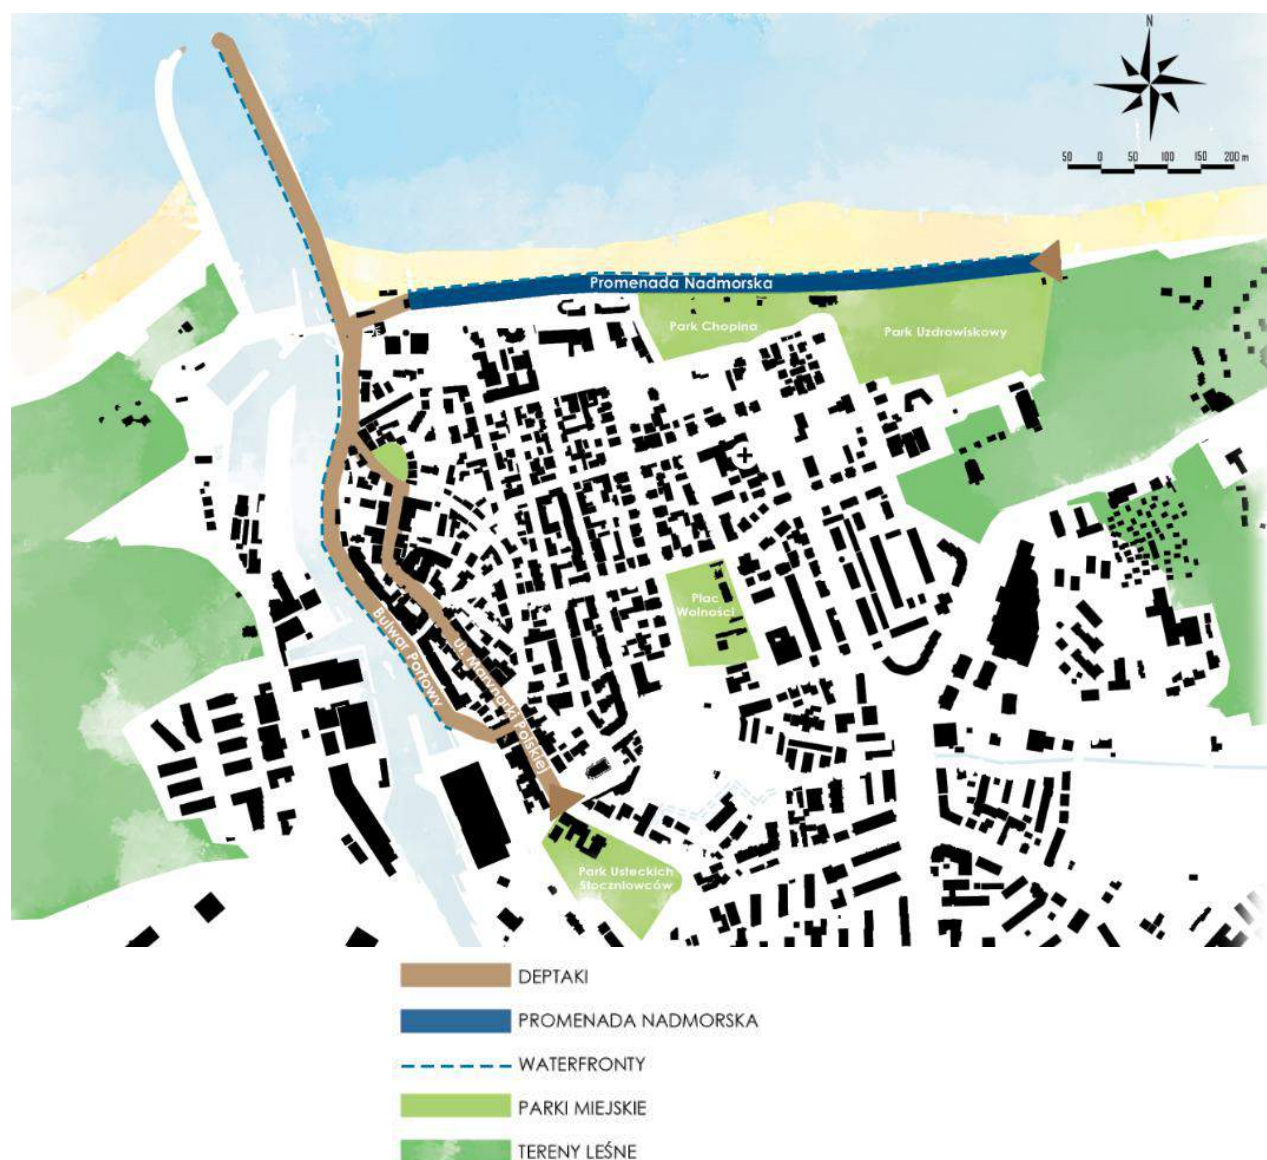 N
50 0 50 100 150 200 m
Promenada Nadmorska
Park Chopina
Park Uzdrowiskowy
Plac
Wolności
Bulwar Portowy
Ul. Marynarki Polskiej
Park Usteckich
Stoczniowców
DEPTAKI
PROMENADA NADMORSKA
WATERFRONTY
PARKI MIEJSKIE
TERENY LEŚNE